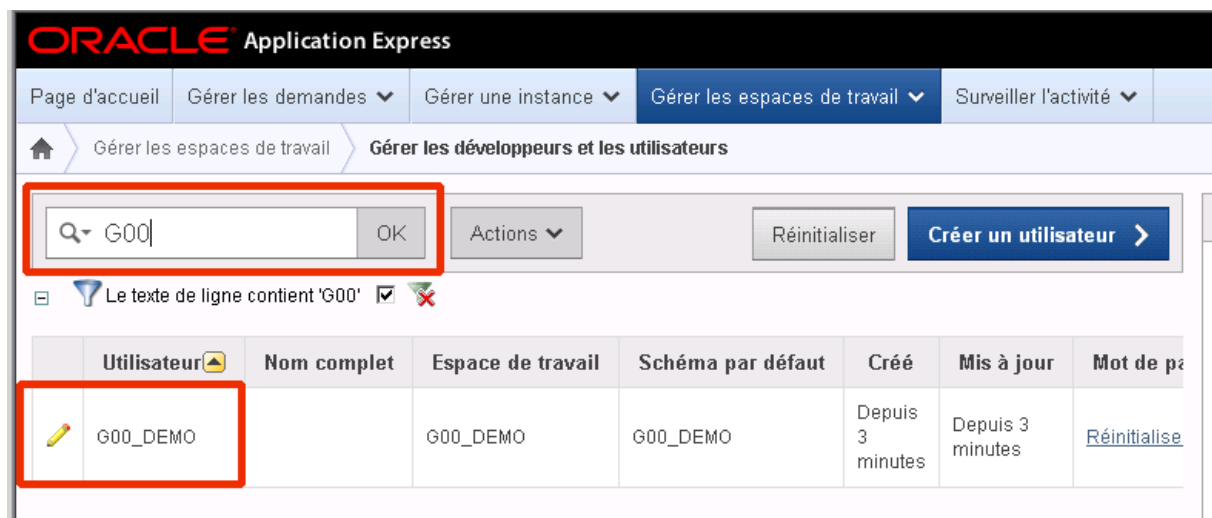 ORACLE Application Express
Page d'accueil Gérer les demandes Gérer une instance Gérer les espaces de travail Surveiller l'activité
Gérer les espaces de travail Gérer les développeurs et les utilisateurs
G00 OK Actions Réinitialiser Créer un utilisateur
Le texte de ligne contient 'G00'
Utilisateur Nom complet Espace de travail Schéma par défaut Créé Mis à jour Mot de pa
G00_DEMO G00_DEMO G00_DEMO Depuis 3 minutes Depuis 3 minutes Réinitialise